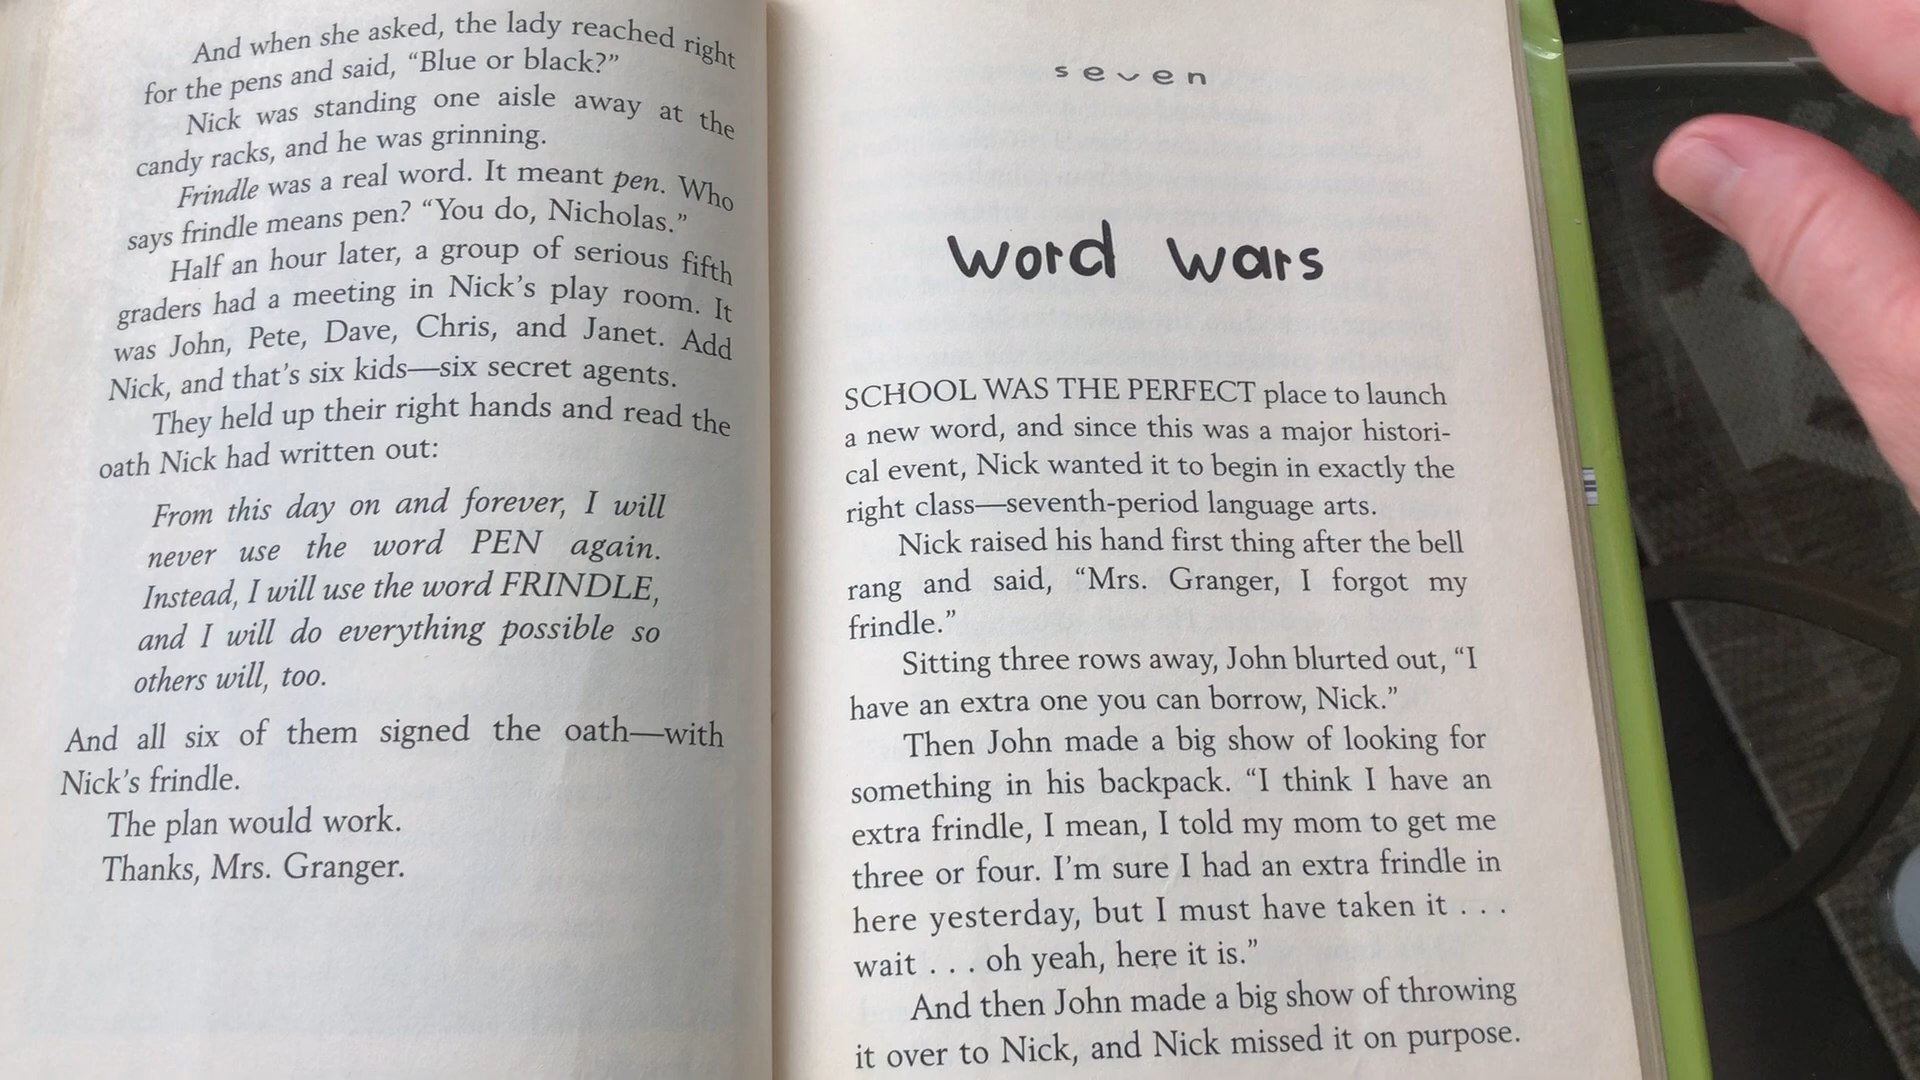 And when she asked, the lady reached right
for the pens and said, “Blue or black?”
Nick was standing one aisle away at the
candy racks, and he was grinning.
Frindle was a real word. It meant pen. Who
says frindle means pen? “You do, Nicholas.”
Half an hour later, a group of serious fifth
graders had a meeting in Nick’s play room. It
was John, Pete, Dave, Chris, and Janet. Add
Nick, and that’s six kids—six secret agents.
They held up their right hands and read the
oath Nick had written out:
From this day on and forever, I will
never use the word PEN again.
Instead, I will use the word FRINDLE,
and I will do everything possible so
others will, too.
And all six of them signed the oath—with
Nick’s frindle.
The plan would work.
Thanks, Mrs. Granger.
seven
word wars
SCHOOL WAS THE PERFECT place to launch
a new word, and since this was a major histori-
cal event, Nick wanted it to begin in exactly the
right class—seventh-period language arts.
Nick raised his hand first thing after the bell
rang and said, “Mrs. Granger, I forgot my
frindle.”
Sitting three rows away, John blurted out, “I
have an extra one you can borrow, Nick.”
Then John made a big show of looking for
something in his backpack. “I think I have an
extra frindle, I mean, I told my mom to get me
three or four. I’m sure I had an extra frindle in
here yesterday, but I must have taken it . . .
wait . . . oh yeah, here it is.”
And then John made a big show of throwing
it over to Nick, and Nick missed it on purpose.